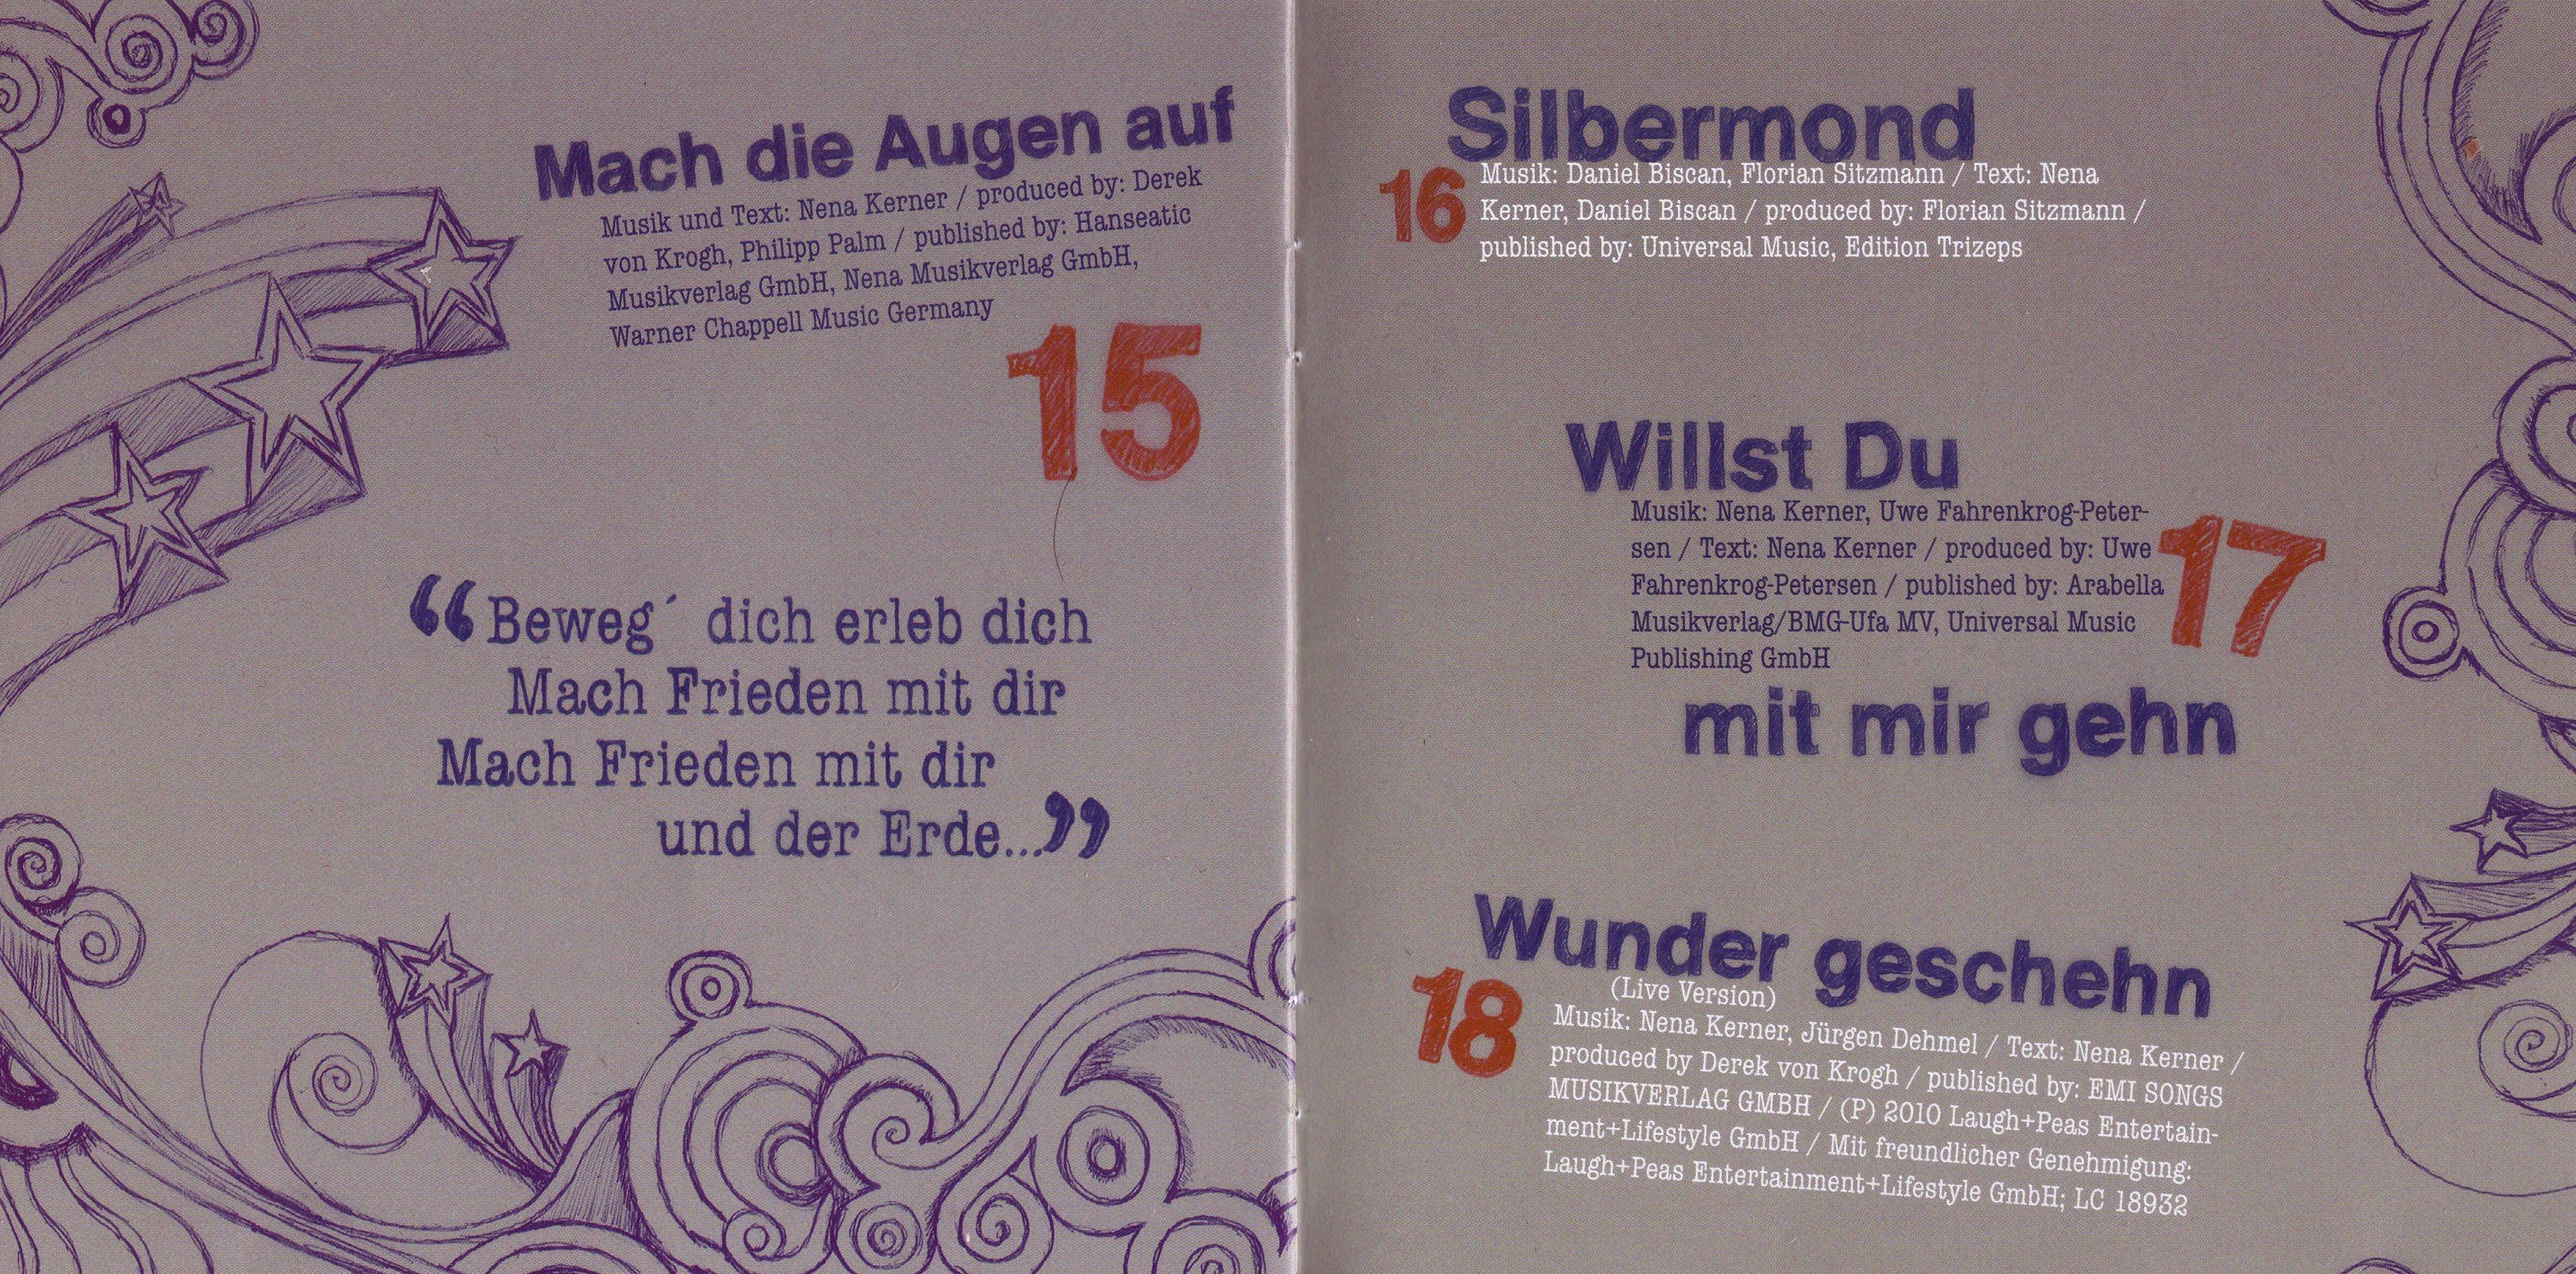 Mach die Augen auf
Musik und Text: Nena Kerner / produced by: Derek
von Krogh, Philipp Palm / published by: Hanseatic
Musikverlag GmbH, Nena Musikverlag GmbH,
Warner Chappell Music Germany
15
“Beweg´ dich erleb dich
Mach Frieden mit dir
Mach Frieden mit dir
und der Erde...”
Silbermond
16
Musik: Daniel Biscan, Florian Sitzmann / Text: Nena
Kerner, Daniel Biscan / produced by: Florian Sitzmann /
published by: Universal Music, Edition Trizeps
Willst Du
Musik: Nena Kerner, Uwe Fahrenkrog-Peter-
sen / Text: Nena Kerner / produced by: Uwe
Fahrenkrog-Petersen / published by: Arabella
Musikverlag/BMG-Ufa MV, Universal Music
Publishing GmbH
17
mit mir gehn
Wunder geschehn
(Live Version)
18
Musik: Nena Kerner, Jürgen Dehmel / Text: Nena Kerner /
produced by Derek von Krogh / published by: EMI SONGS
MUSIKVERLAG GMBH / (P) 2010 Laugh+Peas Entertain-
ment+Lifestyle GmbH / Mit freundlicher Genehmigung:
Laugh+Peas Entertainment+Lifestyle GmbH; LC 18932